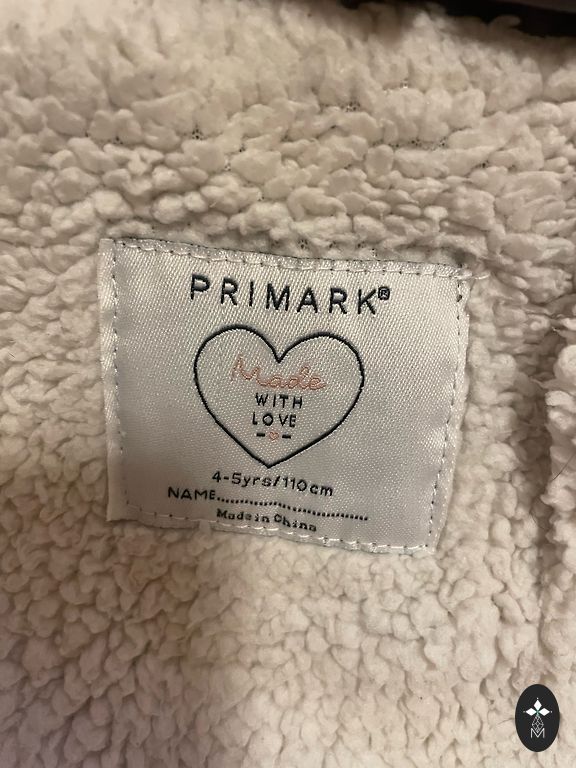 PRIMARK®
Made
WITH
LOVE
4-5yrs/110cm
NAME........................
Made in China
M